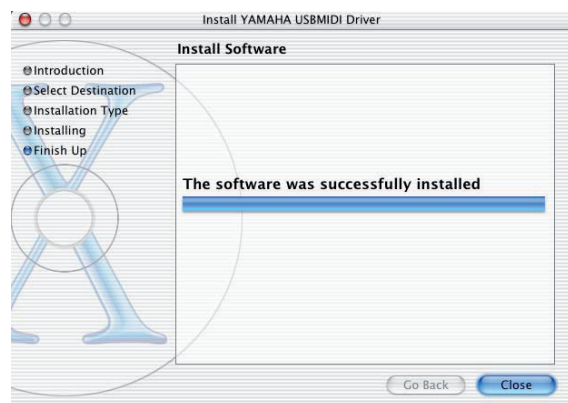 Install YAMAHA USBMIDI Driver
Install Software
Introduction
Select Destination
Installation Type
Installing
Finish Up
The software was successfully installed
Go Back
Close